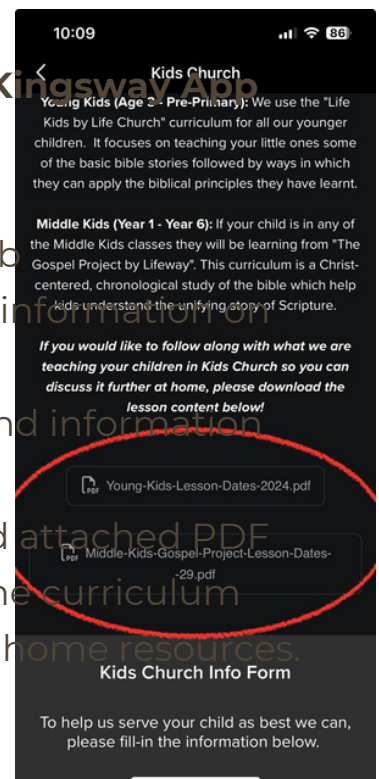 10:09
86
Kids Church
Kingsway App
Young Kids (Age - Pre-Primary): We use the "Life
Kids by Life Church" curriculum for all our younger
children. It focuses on teaching your little ones some
of the basic bible stories followed by ways in which
they can apply the biblical principles they have learnt.
Middle Kids (Year 1 - Year 6): If your child is in any of
the Middle Kids classes they will be learning from "The
Gospel Project by Lifeway". This curriculum is a Christ-
centered, chronological study of the bible which help
kids understand the unifying story of Scripture.
information on
If you would like to follow along with what we are
teaching your children in Kids Church so you can
discuss it further at home, please download the
lesson content below!
information
PDF Young-Kids-Lesson-Dates-2024.pdf
attached PDF
PDF Middle-Kids-Gospel-Project-Lesson-Dates-
-29.pdf
curriculum
home resources.
Kids Church Info Form
To help us serve your child as best we can,
please fill-in the information below.